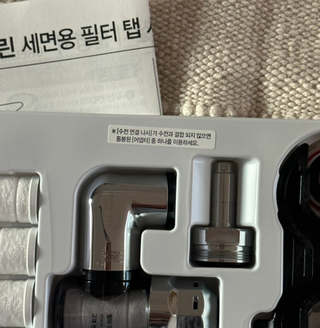 린 세면용 필터 탭
※ [수전 연결 나사]가 수전과 결합 되지 않으면
동봉된 [어댑터] 중 하나를 이용하세요.